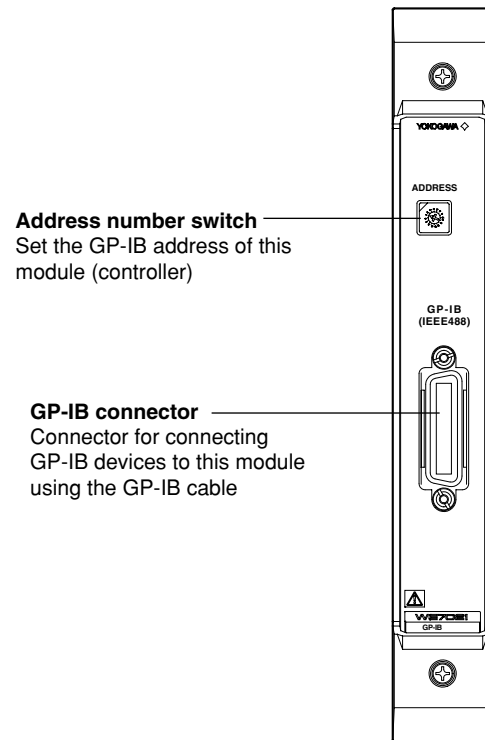 YOKOGAWA
ADDRESS
Address number switch
Set the GP-IB address of this
module (controller)
GP-IB
(IEEE488)
GP-IB connector
Connector for connecting
GP-IB devices to this module
using the GP-IB cable
WE7021
GP-IB